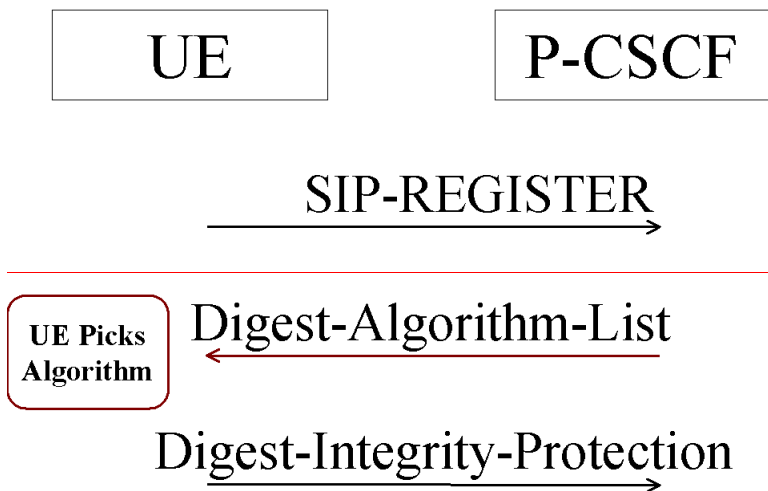 UE
P-CSCF
SIP-REGISTER
Digest-Algorithm-List
UE Picks
Algorithm
Digest-Integrity-Protection